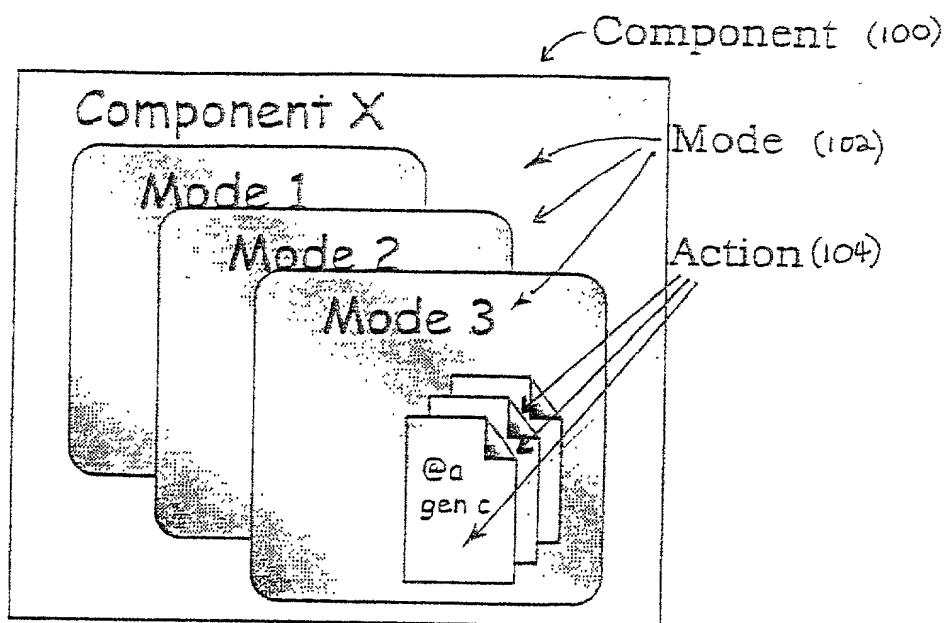 Component (100)
Component X
Mode (102)
Mode 1
Mode 2
Action (104)
Mode 3
@a
gen c